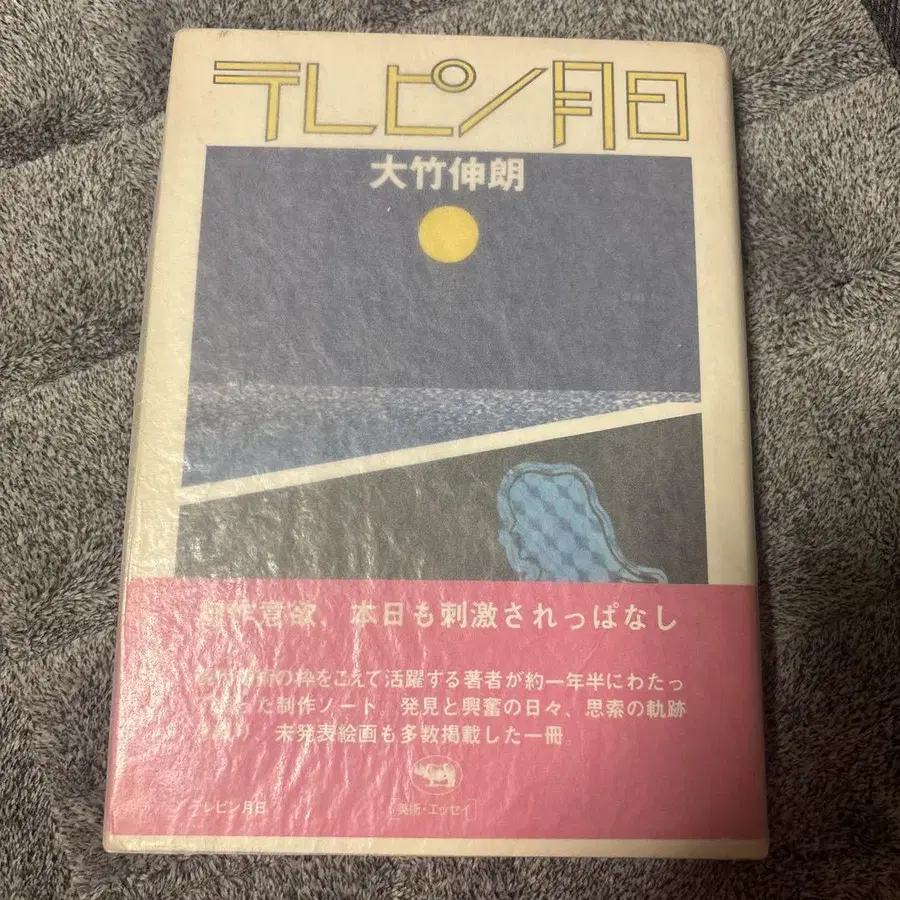 テレピン月日
大竹伸朗
制作意欲、本日も刺激されっぱなし
の枠をこえて活躍する著者が約一年半にわたっ
った制作ノート。発見と興奮の日々、思索の軌跡
未発表絵画も多数掲載した一冊。
テレピン月日
美術・エッセイ